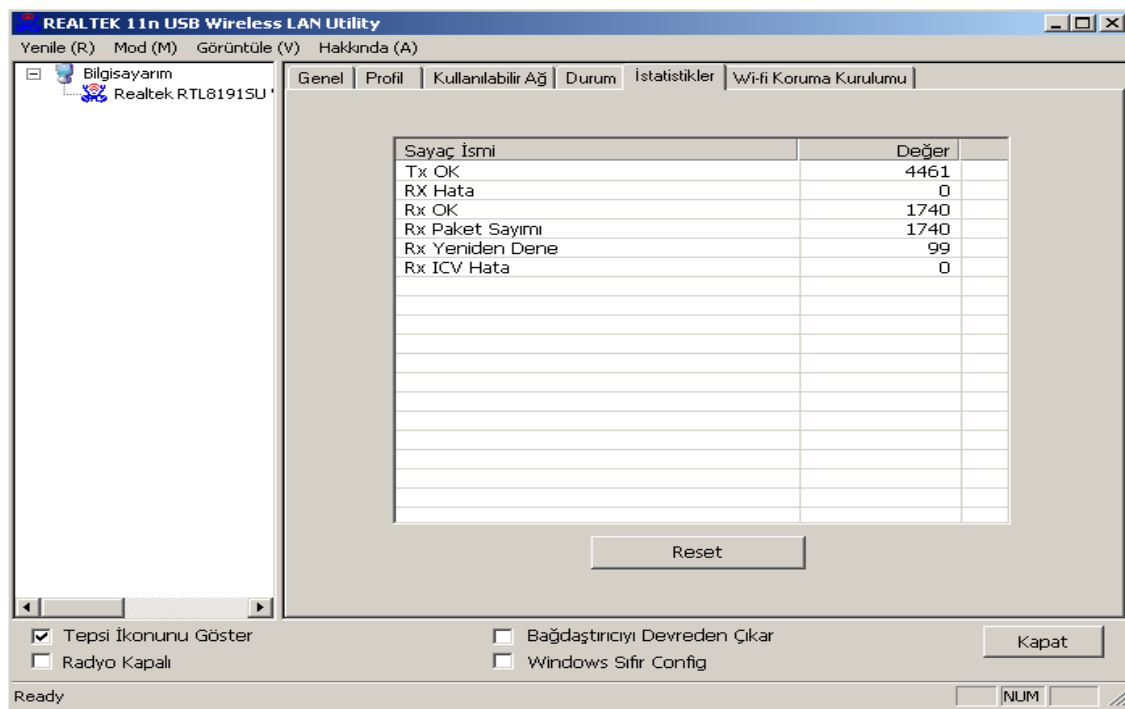 REALTEK 11n USB Wireless LAN Utility
Yenile (R) Mod (M) Görüntüle (V) Hakkında (A)
Bilgisayarım
Realtek RTL8191SU
Genel Profil Kullanılabilir Ağ Durum İstatistikler Wi-fi Koruma Kurulumu
Sayaç İsmi Değer
Tx OK 4461
RX Hata 0
Rx OK 1740
Rx Paket Sayımı 1740
Rx Yeniden Dene 99
Rx ICV Hata 0
Reset
Tepsi İkonunu Göster Bağdaştırıcıyı Devreden Çıkar
Radyo Kapalı Windows Sıfır Config
Kapat
Ready NUM